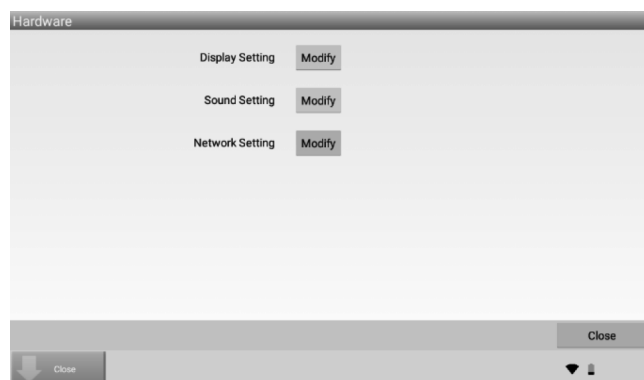 Hardware
Display Setting Modify
Sound Setting Modify
Network Setting Modify
Close
Close